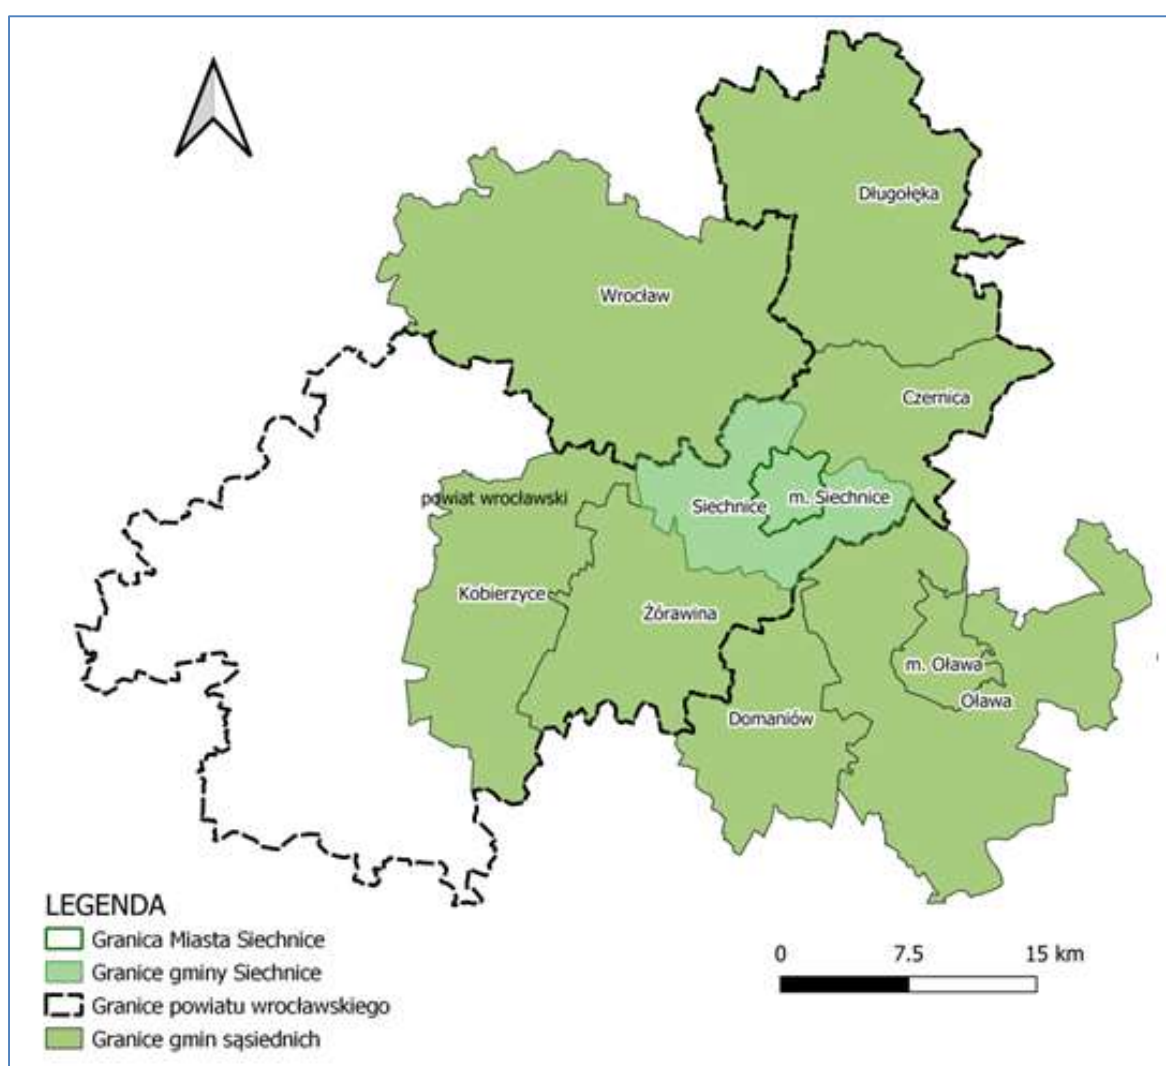 Długołęka
Wrocław
Czernica
powiat wrocławski
Siechnice
m. Siechnice
Kobierzyce
Żórawina
m. Oława
Oława
Domaniów
LEGENDA
Granica Miasta Siechnice
Granice gminy Siechnice
Granice powiatu wrocławskiego
Granice gmin sąsiednich
0 7.5 15 km